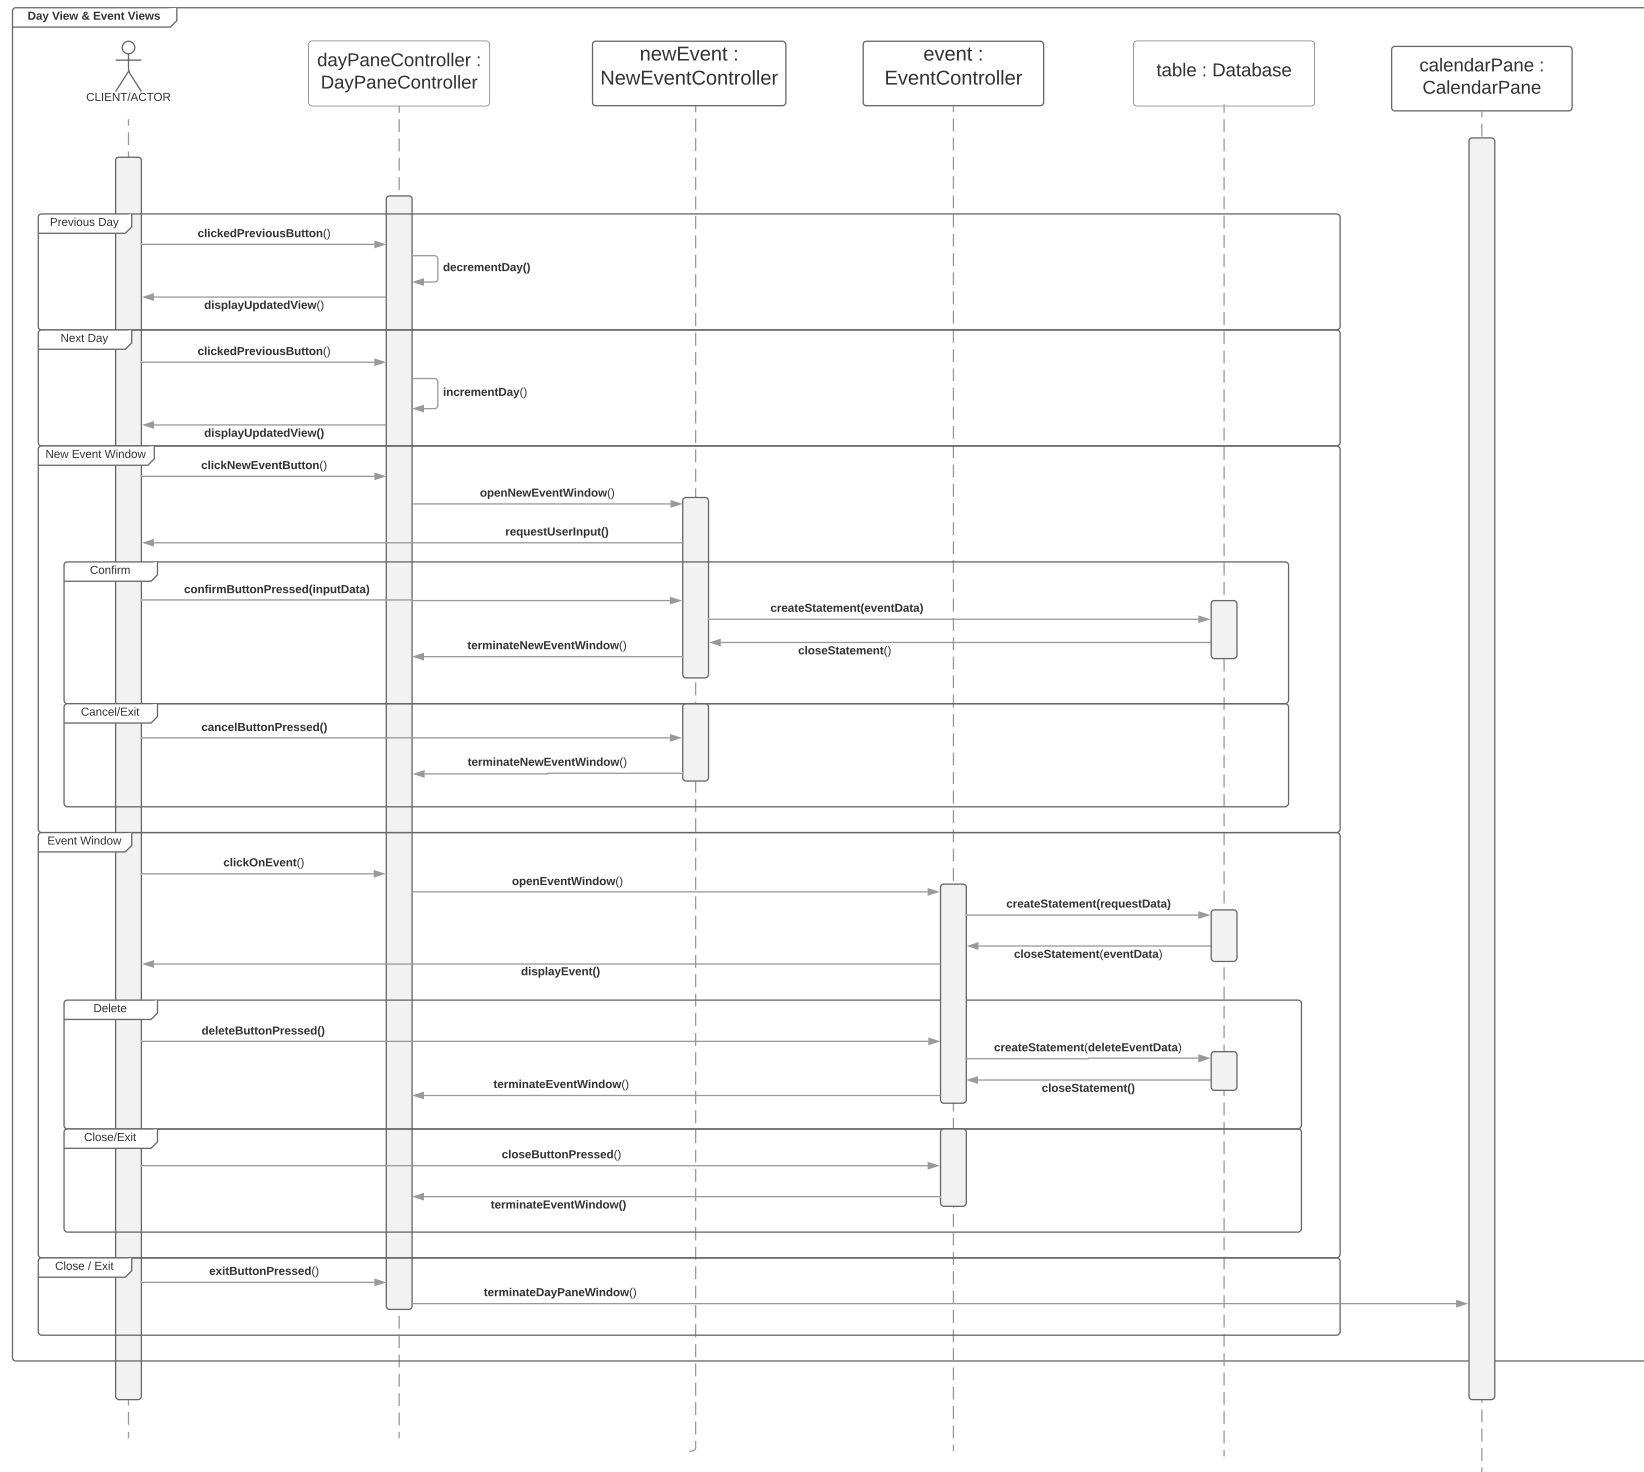 Day View & Event Views
CLIENT/ACTOR
dayPaneController :
DayPaneController
newEvent :
NewEventController
event :
EventController
table : Database
calendarPane :
CalendarPane
Previous Day
clickedPreviousButton()
decrementDay()
displayUpdatedView()
Next Day
clickedPreviousButton()
incrementDay()
displayUpdatedView()
New Event Window
clickNewEventButton()
openNewEventWindow()
requestUserInput()
Confirm
confirmButtonPressed(inputData)
createStatement(eventData)
terminateNewEventWindow()
closeStatement()
Cancel/Exit
cancelButtonPressed()
terminateNewEventWindow()
Event Window
clickOnEvent()
openEventWindow()
createStatement(requestData)
closeStatement(eventData)
displayEvent()
Delete
deleteButtonPressed()
createStatement(deleteEventData)
terminateEventWindow()
closeStatement()
Close/Exit
closeButtonPressed()
terminateEventWindow()
Close / Exit
exitButtonPressed()
terminateDayPaneWindow()